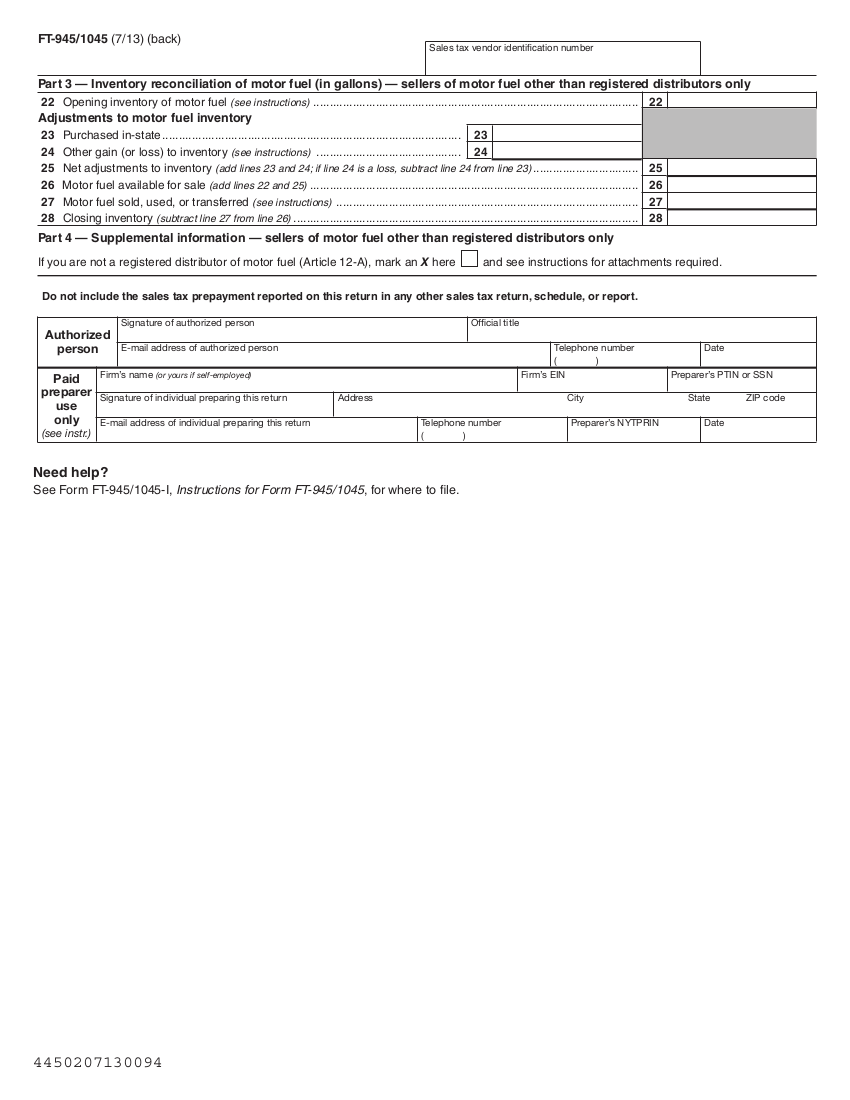 FT-945/1045 (7/13) (back)
Sales tax vendor identification number
Part 3 — Inventory reconciliation of motor fuel (in gallons) — sellers of motor fuel other than registered distributors only
22 Opening inventory of motor fuel (see instructions) ............................................................ 22
Adjustments to motor fuel inventory
23 Purchased in-state ............................................................ 23
24 Other gain (or loss) to inventory (see instructions) ............................. 24
25 Net adjustments to inventory (add lines 23 and 24; if line 24 is a loss, subtract line 24 from line 23) ........................ 25
26 Motor fuel available for sale (add lines 22 and 25) ............................................................ 26
27 Motor fuel sold, used, or transferred (see instructions) ............................................................ 27
28 Closing inventory (subtract line 27 from line 26) ............................................................ 28
Part 4 — Supplemental information — sellers of motor fuel other than registered distributors only
If you are not a registered distributor of motor fuel (Article 12-A), mark an X here and see instructions for attachments required.
Do not include the sales tax prepayment reported on this return in any other sales tax return, schedule, or report.
Authorized person
Signature of authorized person Official title
E-mail address of authorized person Telephone number ( ) Date
Paid preparer use only (see instr.)
Firm's name (or yours if self-employed) Firm's EIN Preparer's PTIN or SSN
Signature of individual preparing this return Address City State ZIP code
E-mail address of individual preparing this return Telephone number ( ) Preparer's NYTPRIN Date
Need help?
See Form FT-945/1045-I, Instructions for Form FT-945/1045, for where to file.
4450207130094